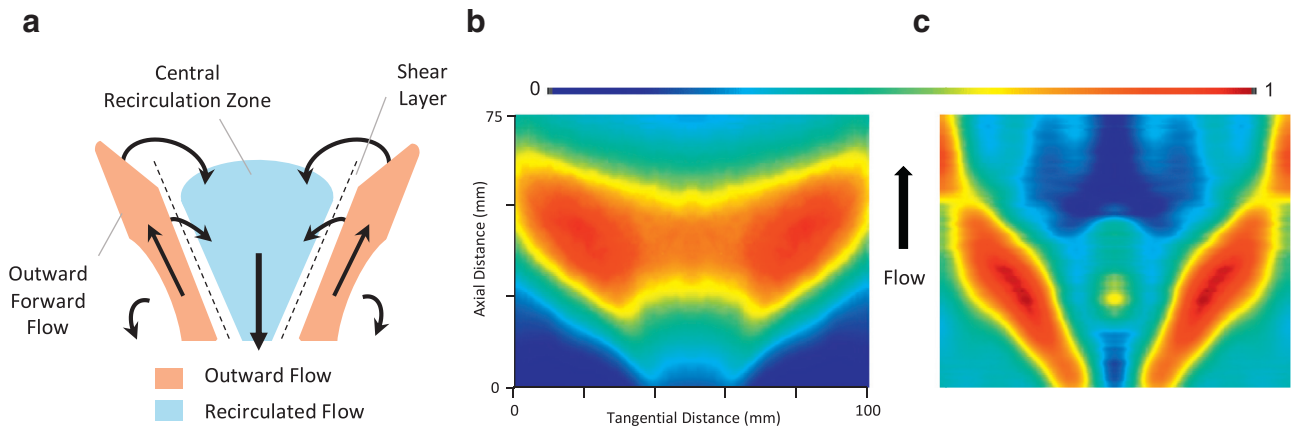 a
Central
Recirculation Zone
Shear
Layer
Outward
Forward
Flow
Outward Flow
Recirculated Flow
b
0
1
75
Axial Distance (mm)
0
0
Tangential Distance (mm)
100
c
Flow